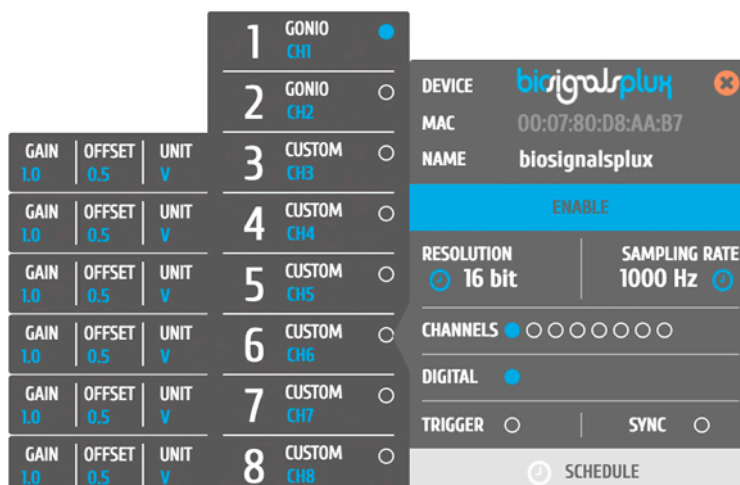 1 GONIO
CH1
2 GONIO
CH2
GAIN OFFSET UNIT
1.0 0.5 V
3 CUSTOM
CH3
GAIN OFFSET UNIT
1.0 0.5 V
4 CUSTOM
CH4
GAIN OFFSET UNIT
1.0 0.5 V
5 CUSTOM
CH5
GAIN OFFSET UNIT
1.0 0.5 V
6 CUSTOM
CH6
GAIN OFFSET UNIT
1.0 0.5 V
7 CUSTOM
CH7
GAIN OFFSET UNIT
1.0 0.5 V
8 CUSTOM
CH8
DEVICE biosignalsplux
MAC 00:07:80:D8:AA:B7
NAME biosignalsplux
ENABLE
RESOLUTION SAMPLING RATE
16 bit 1000 Hz
CHANNELS
DIGITAL
TRIGGER SYNC
SCHEDULE